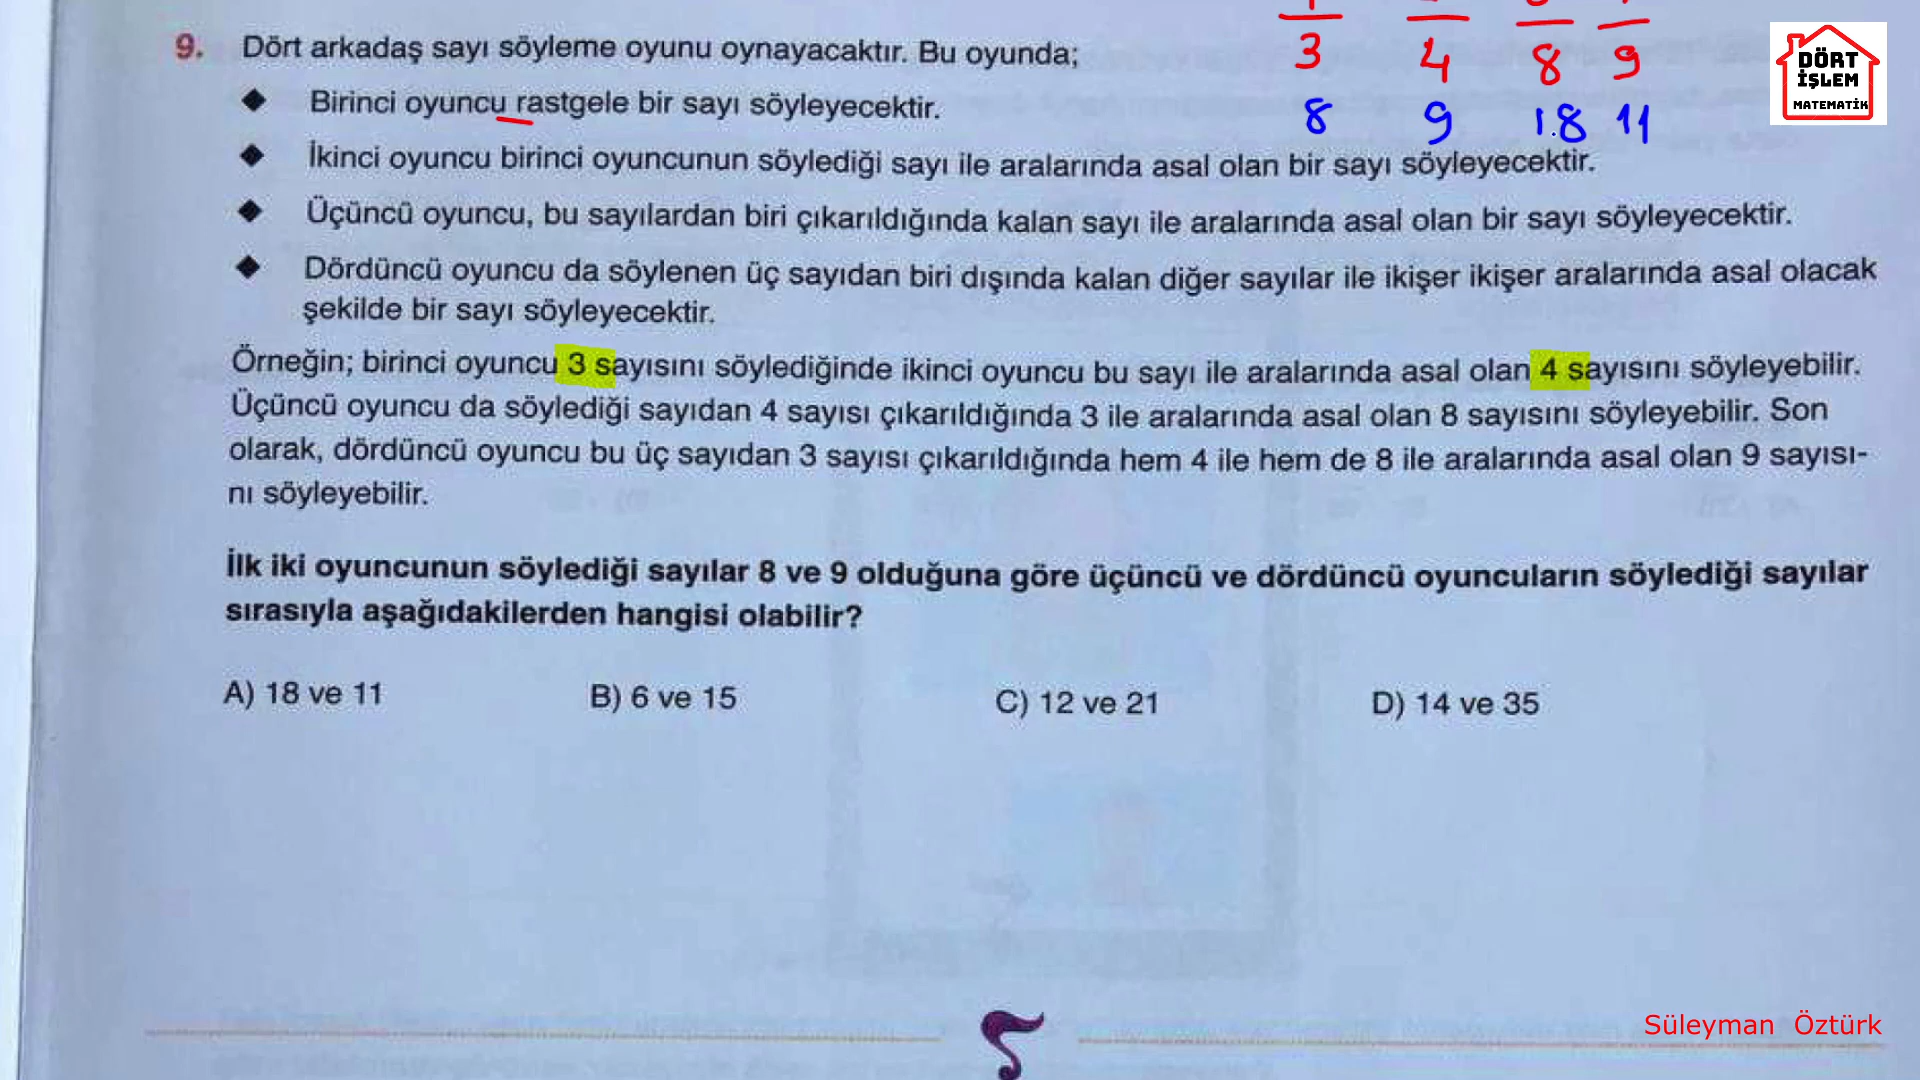 9. Dört arkadaş sayı söyleme oyunu oynayacaktır. Bu oyunda;
3 4 8 9
DÖRT
İŞLEM
MATEMATİK
◆ Birinci oyuncu rastgele bir sayı söyleyecektir.
8 9 18 11
◆ İkinci oyuncu birinci oyuncunun söylediği sayı ile aralarında asal olan bir sayı söyleyecektir.
◆ Üçüncü oyuncu, bu sayılardan biri çıkarıldığında kalan sayı ile aralarında asal olan bir sayı söyleyecektir.
◆ Dördüncü oyuncu da söylenen üç sayıdan biri dışında kalan diğer sayılar ile ikişer ikişer aralarında asal olacak
şekilde bir sayı söyleyecektir.
Örneğin; birinci oyuncu 3 sayısını söylediğinde ikinci oyuncu bu sayı ile aralarında asal olan 4 sayısını söyleyebilir.
Üçüncü oyuncu da söylediği sayıdan 4 sayısı çıkarıldığında 3 ile aralarında asal olan 8 sayısını söyleyebilir. Son
olarak, dördüncü oyuncu bu üç sayıdan 3 sayısı çıkarıldığında hem 4 ile hem de 8 ile aralarında asal olan 9 sayısı-
nı söyleyebilir.
İlk iki oyuncunun söylediği sayılar 8 ve 9 olduğuna göre üçüncü ve dördüncü oyuncuların söylediği sayılar
sırasıyla aşağıdakilerden hangisi olabilir?
A) 18 ve 11 B) 6 ve 15 C) 12 ve 21 D) 14 ve 35
Süleyman Öztürk